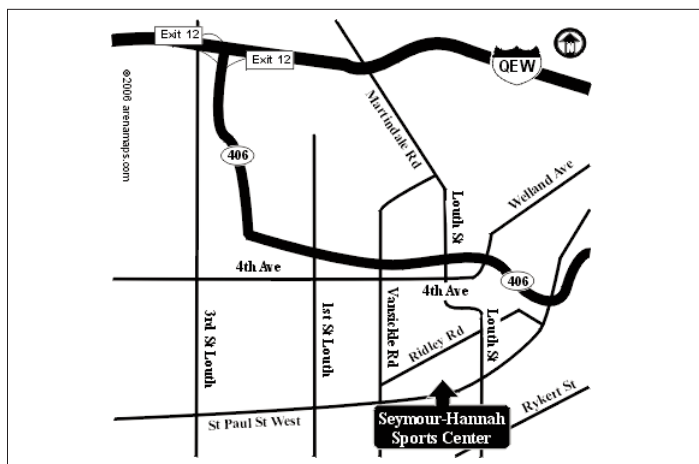 Exit 12
Exit 12
QEW
N
©2006 arenamaps.com
Martindale Rd
406
Welland Ave
Louth St
4th Ave
4th Ave
406
3rd St Louth
1st St Louth
Vansickle Rd
Ridley Rd
Louth St
St Paul St West
Rykert St
Seymour-Hannah
Sports Center